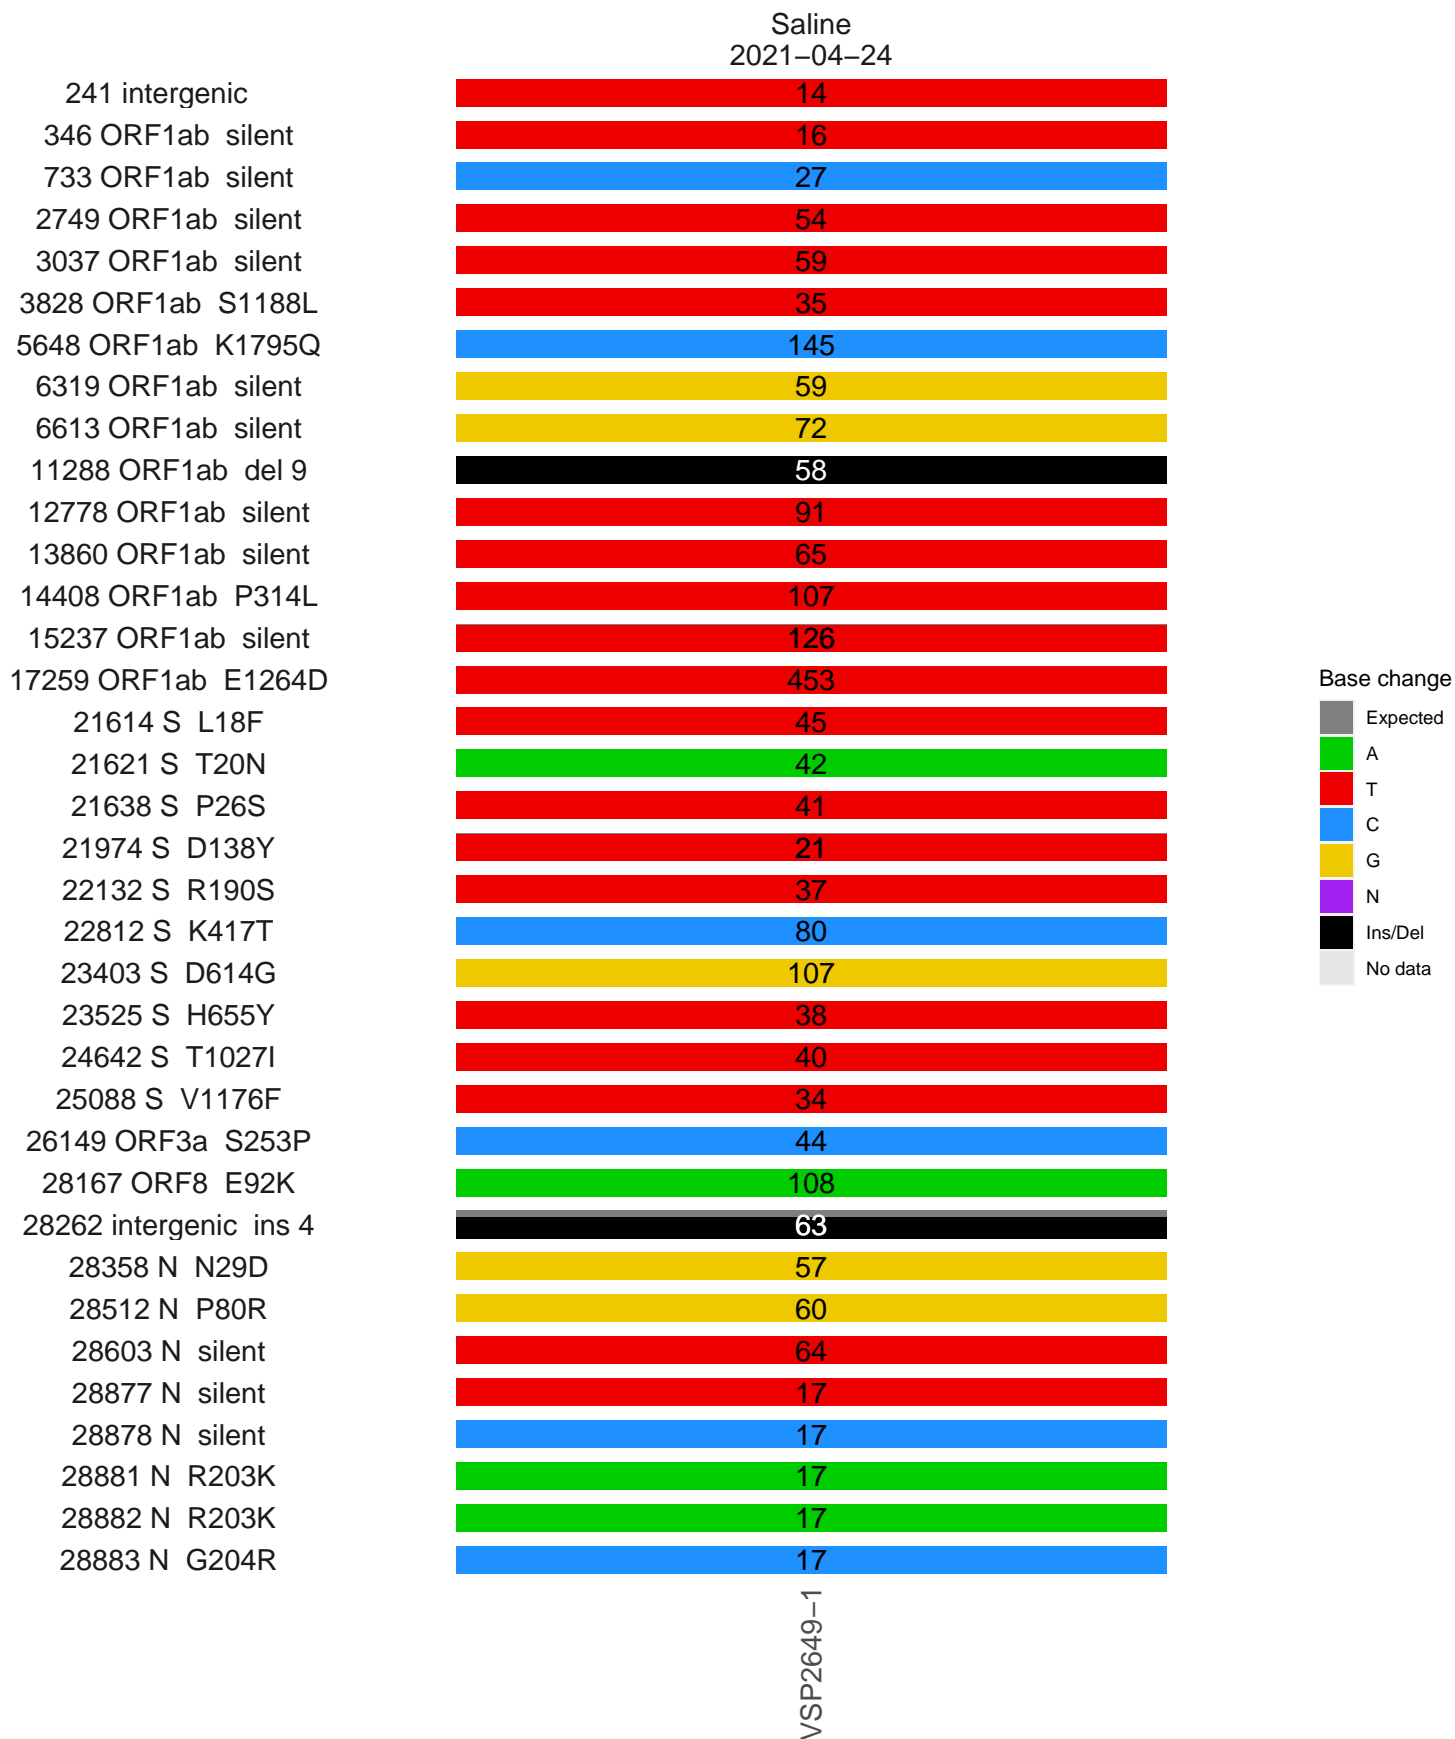 Saline
2021−04−24
241 intergenic 14
346 ORF1ab silent 16
733 ORF1ab silent 27
2749 ORF1ab silent 54
3037 ORF1ab silent 59
3828 ORF1ab S1188L 35
5648 ORF1ab K1795Q 145
6319 ORF1ab silent 59
6613 ORF1ab silent 72
11288 ORF1ab del 9 58
12778 ORF1ab silent 91
13860 ORF1ab silent 65
14408 ORF1ab P314L 107
15237 ORF1ab silent 126
17259 ORF1ab E1264D 453
21614 S L18F 45
21621 S T20N 42
21638 S P26S 41
21974 S D138Y 21
22132 S R190S 37
22812 S K417T 80
23403 S D614G 107
23525 S H655Y 38
24642 S T1027I 40
25088 S V1176F 34
26149 ORF3a S253P 44
28167 ORF8 E92K 108
28262 intergenic ins 4 63
28358 N N29D 57
28512 N P80R 60
28603 N silent 64
28877 N silent 17
28878 N silent 17
28881 N R203K 17
28882 N R203K 17
28883 N G204R 17
VSP2649−1
Base change
Expected
A
T
C
G
N
Ins/Del
No data